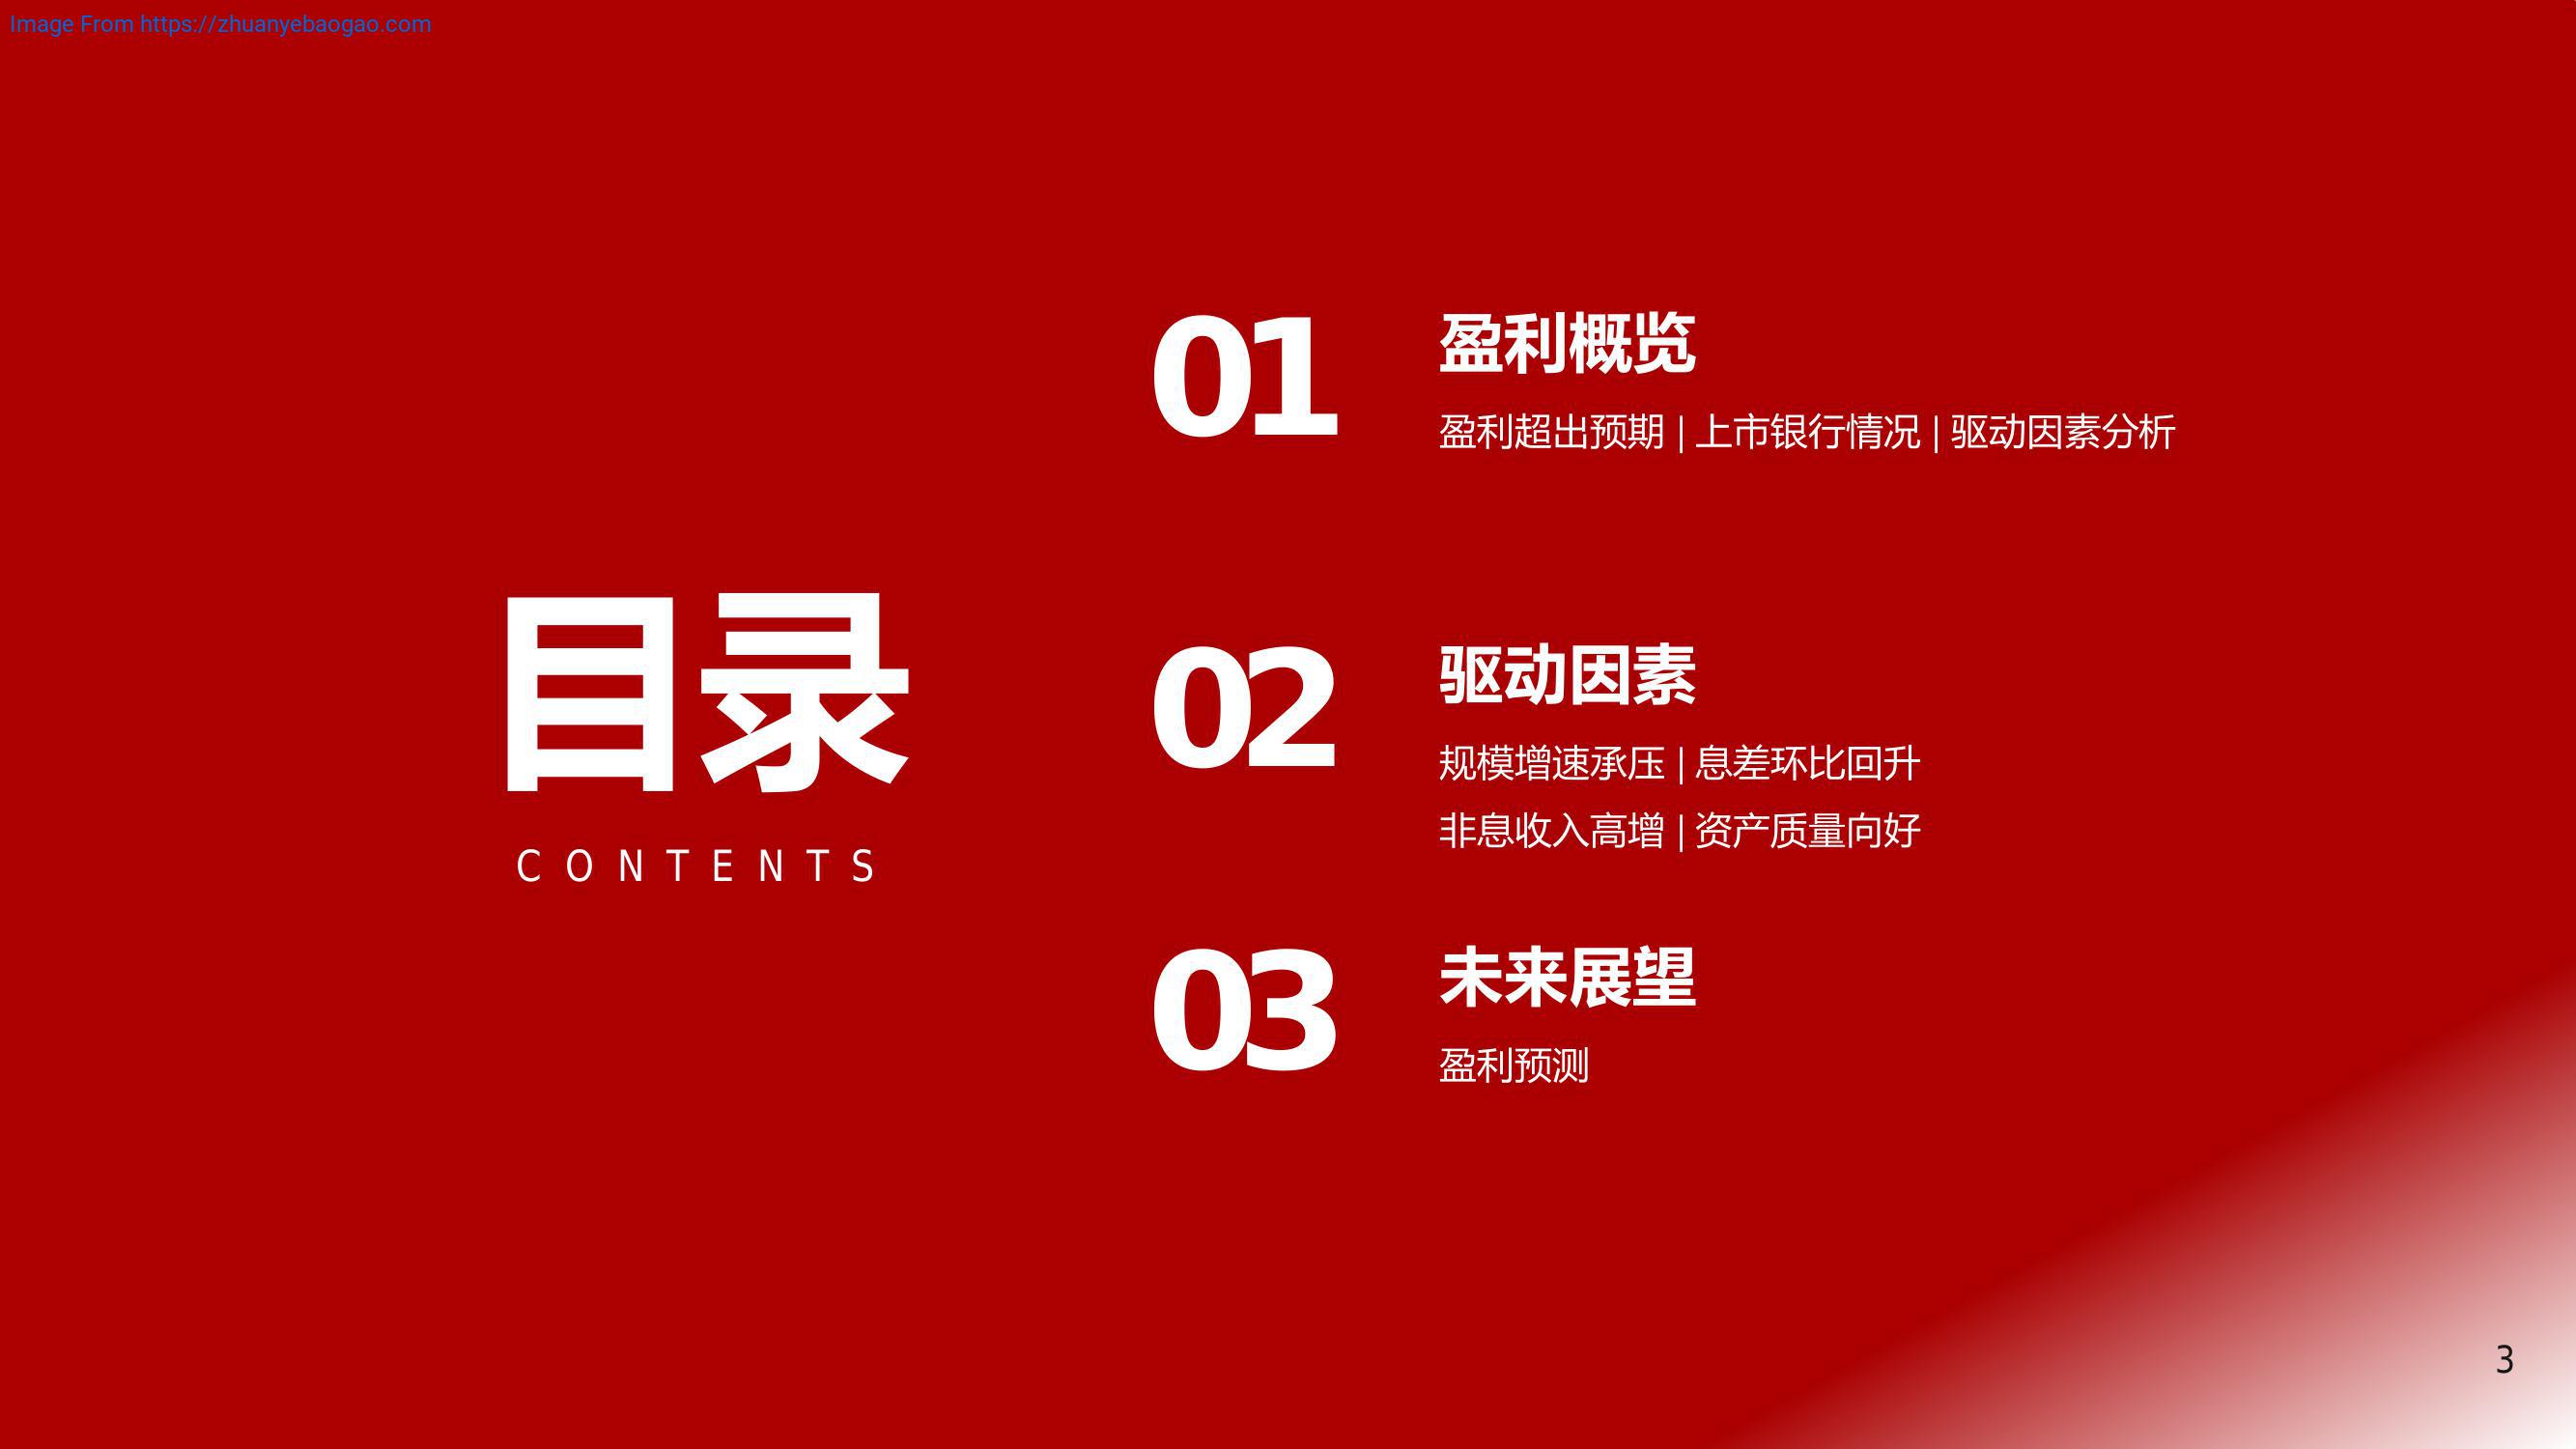 Image From https://zhuanyebaogao.com
目录
CONTENTS
01
盈利概览
盈利超出预期 | 上市银行情况 | 驱动因素分析
02
驱动因素
规模增速承压 | 息差环比回升
非息收入高增 | 资产质量向好
03
未来展望
盈利预测
3